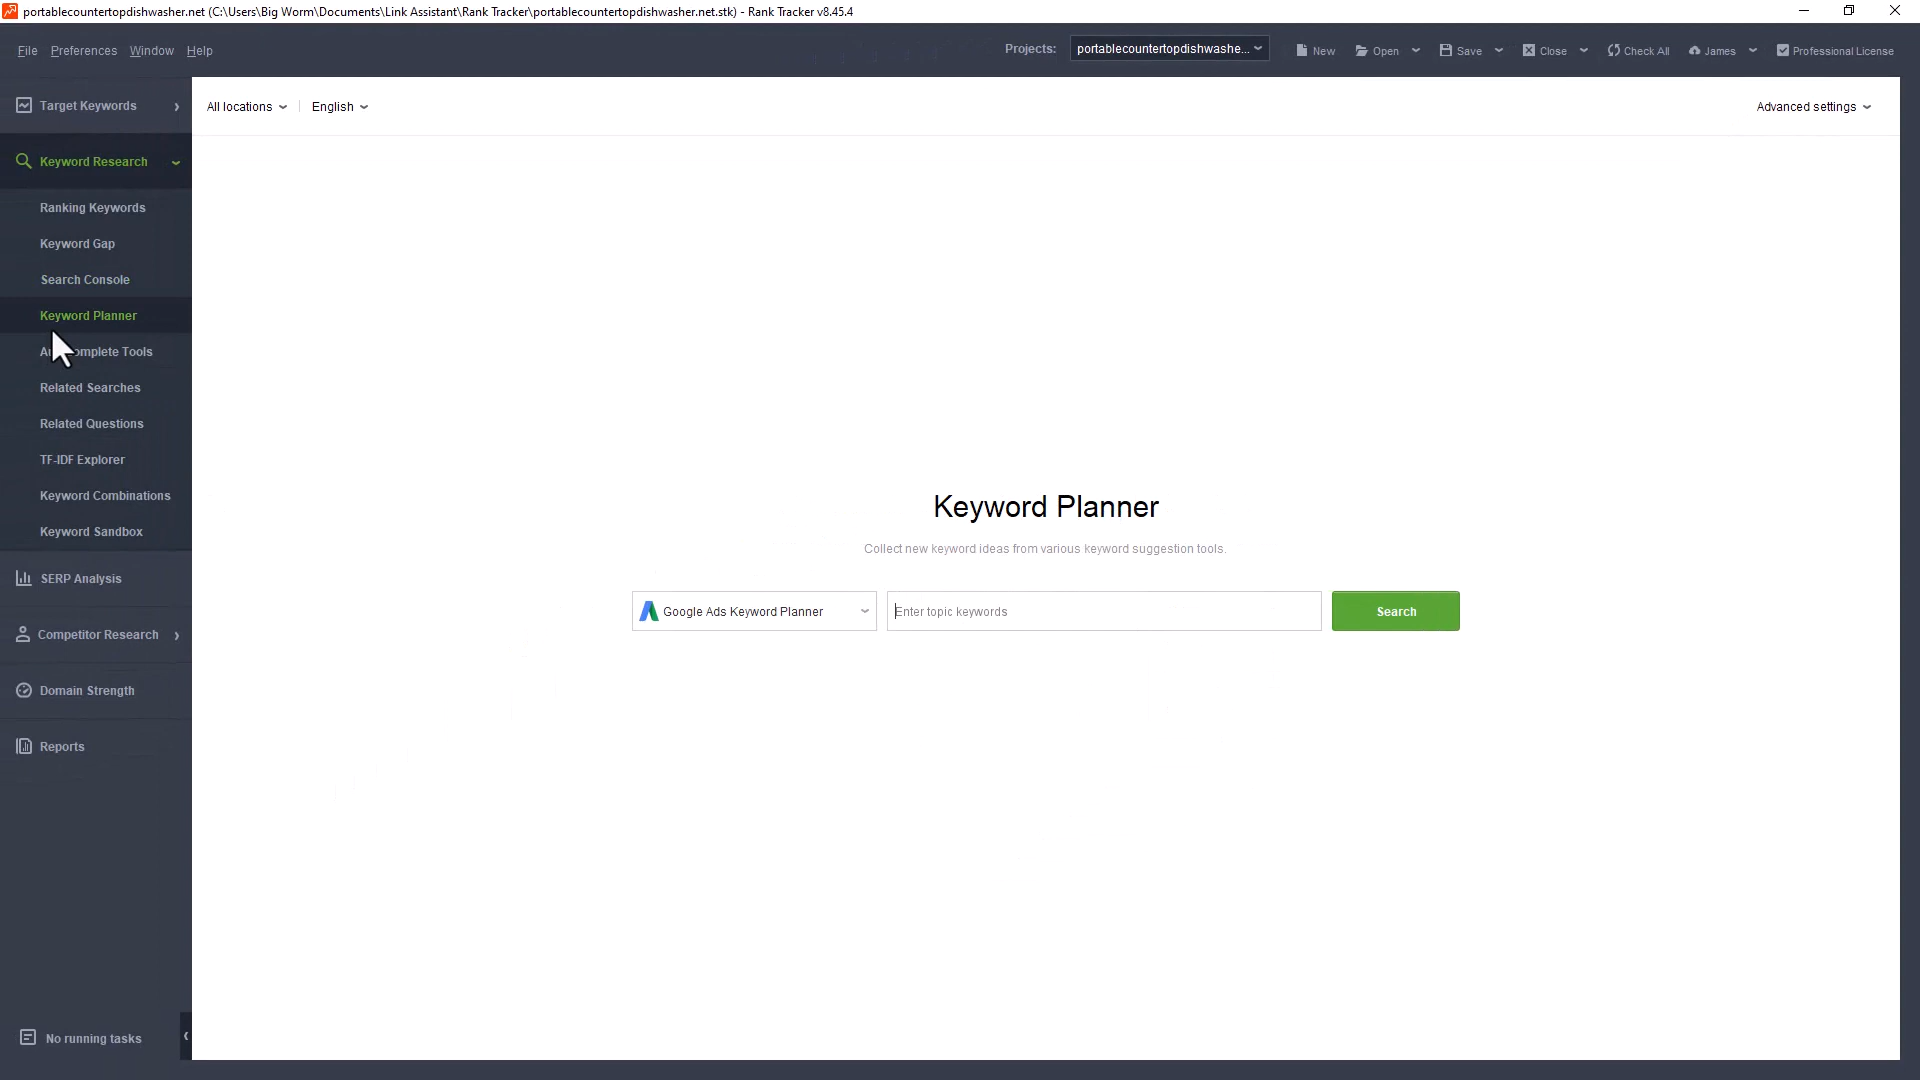 portablecountertopdishwasher.net (C:\Users\Big Worm\Documents\Link Assistant\Rank Tracker\portablecountertopdishwasher.net.stk) - Rank Tracker v8.45.4
File Preferences Window Help
Projects: portablecountertopdishwashe... New Open Save Close Check All James Professional License
Target Keywords
All locations English Advanced settings
Keyword Research
Ranking Keywords
Keyword Gap
Search Console
Keyword Planner
Complete Tools
Related Searches
Related Questions
TF-IDF Explorer
Keyword Combinations
Keyword Sandbox
SERP Analysis
Competitor Research
Domain Strength
Reports
Keyword Planner
Collect new keyword ideas from various keyword suggestion tools.
Google Ads Keyword Planner Enter topic keywords Search
No running tasks